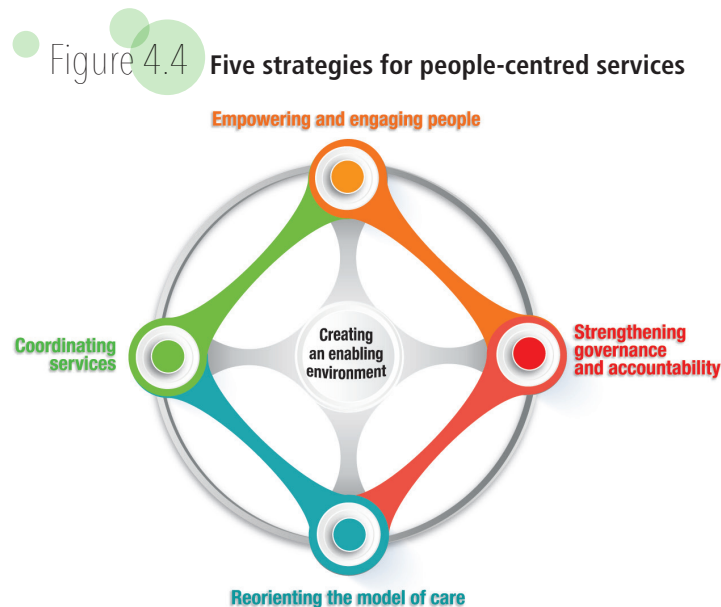 Figure 4.4 Five strategies for people-centred services
Empowering and engaging people
Coordinating
services
Creating
an enabling
environment
Strengthening
governance
and accountability
Reorienting the model of care